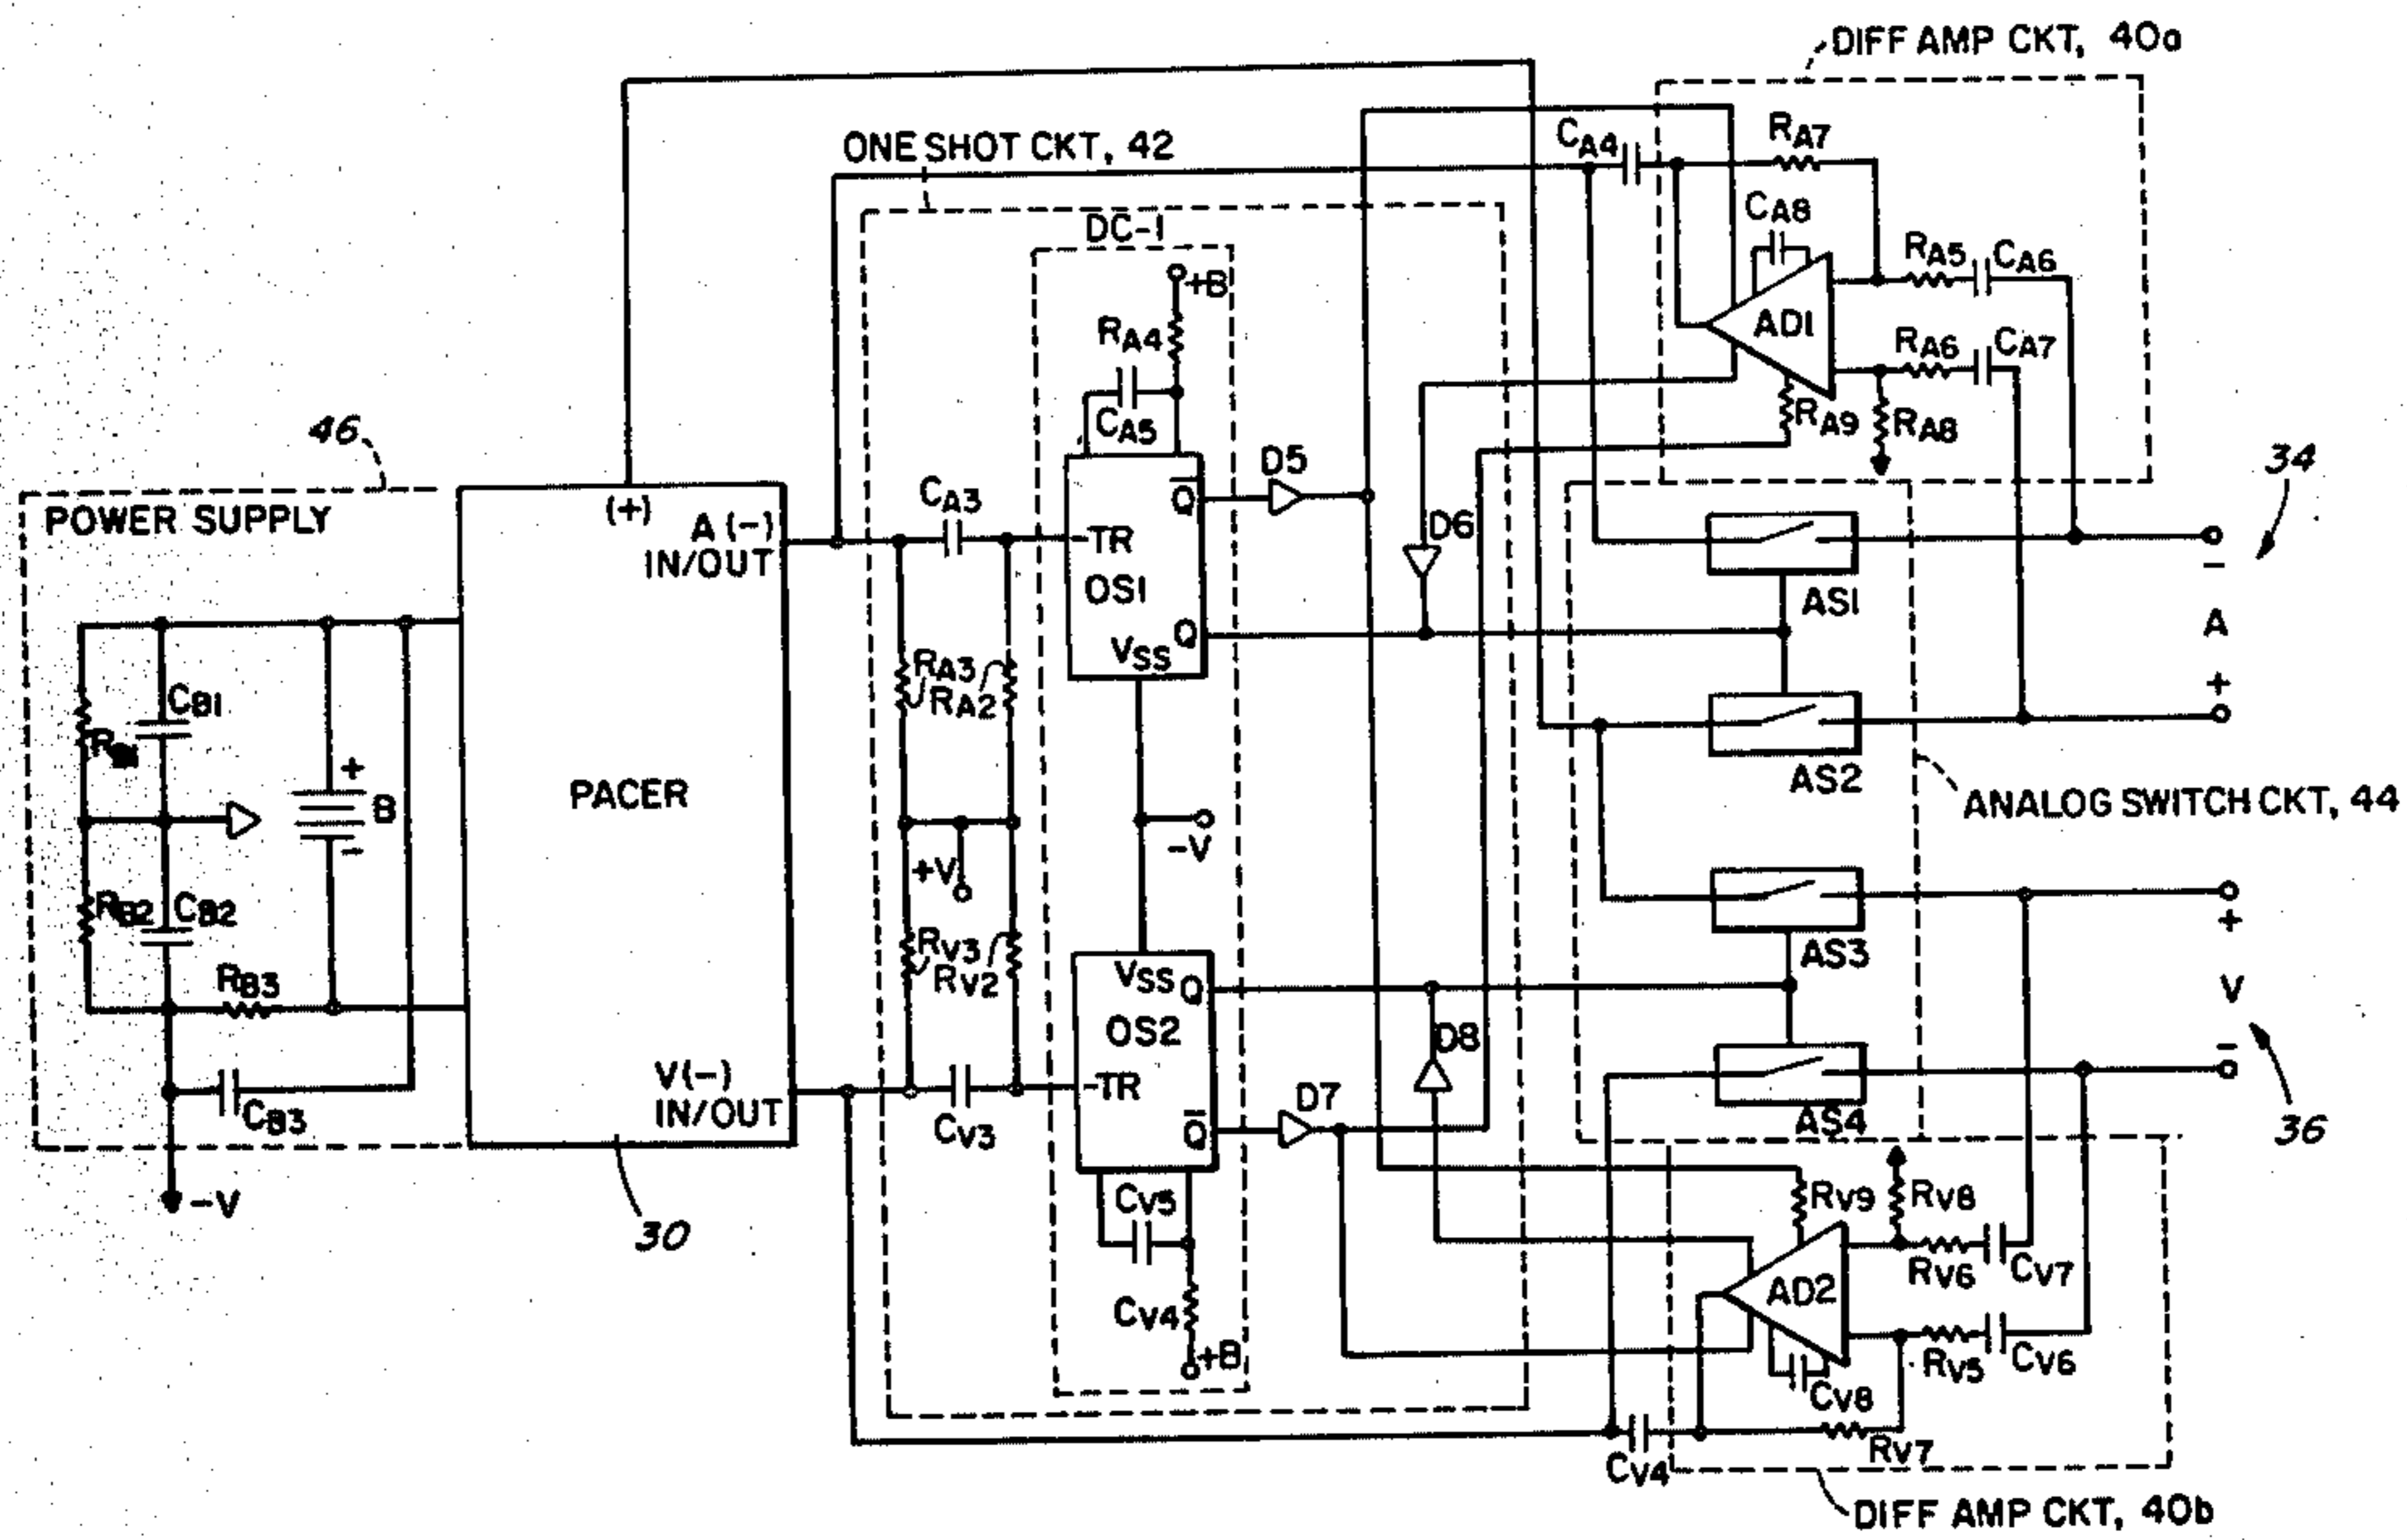 DIFF AMP CKT, 40a
ONE SHOT CKT, 42
CA4
RA7
CA8
DC-1
+B
RA5
CA6
RA4
AD1
RA6
CA7
CA5
RA9
RA8
46
34
POWER SUPPLY
(+)
A (-)
IN/OUT
CA3
-TR
OS1
VSS
Q̅
Q
D5
D6
AS1
−
A
+
CB1
RA3
RA2
AS2
PACER
+
B
−
+V
-V
ANALOG SWITCH CKT, 44
RB2
CB2
RV3
RV2
VSS
Q
AS3
+
V
−
RB3
OS2
D8
V(-)
IN/OUT
-TR
Q̅
D7
AS4
36
CB3
CV3
-V
30
CV5
RV9
RV8
AD2
RV6
CV7
CV4
+B
RV5
CV6
CV8
RV7
CV4
DIFF AMP CKT, 40b